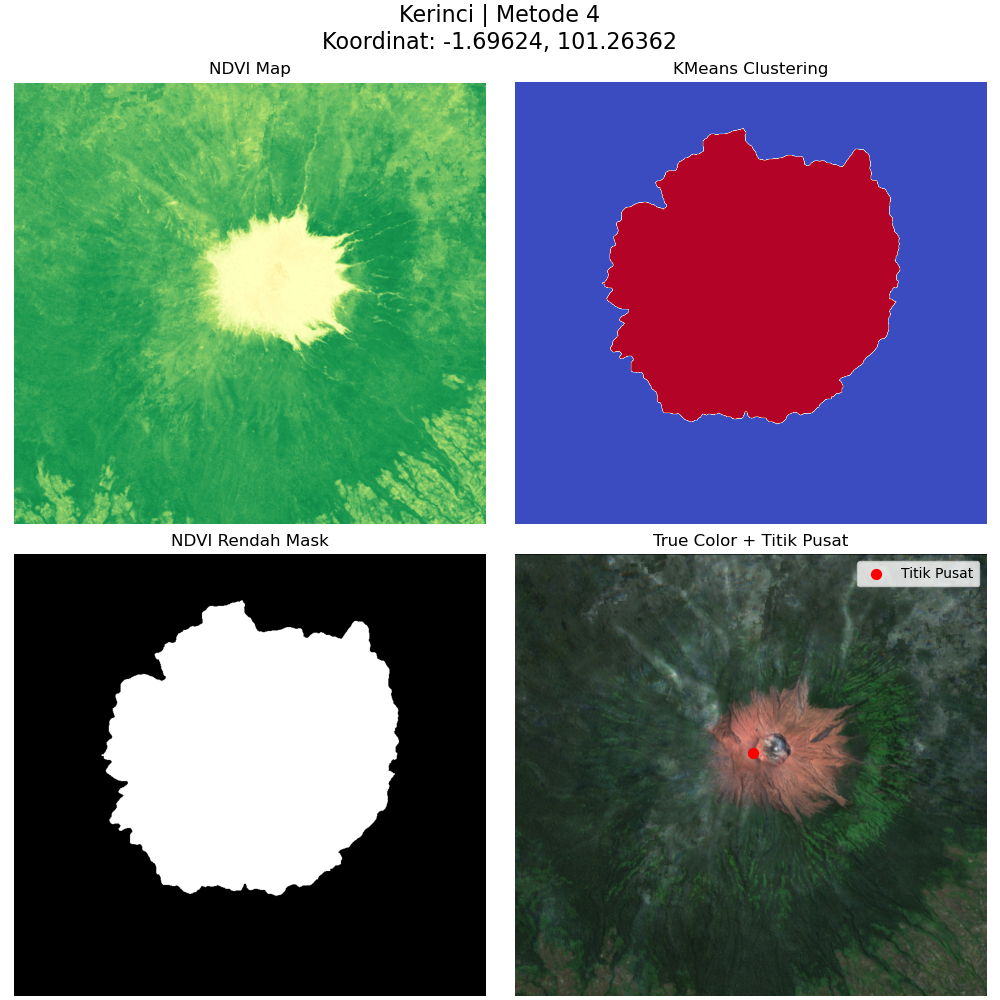 Kerinci | Metode 4
Koordinat: -1.69624, 101.26362
NDVI Map
KMeans Clustering
NDVI Rendah Mask
True Color + Titik Pusat
Titik Pusat